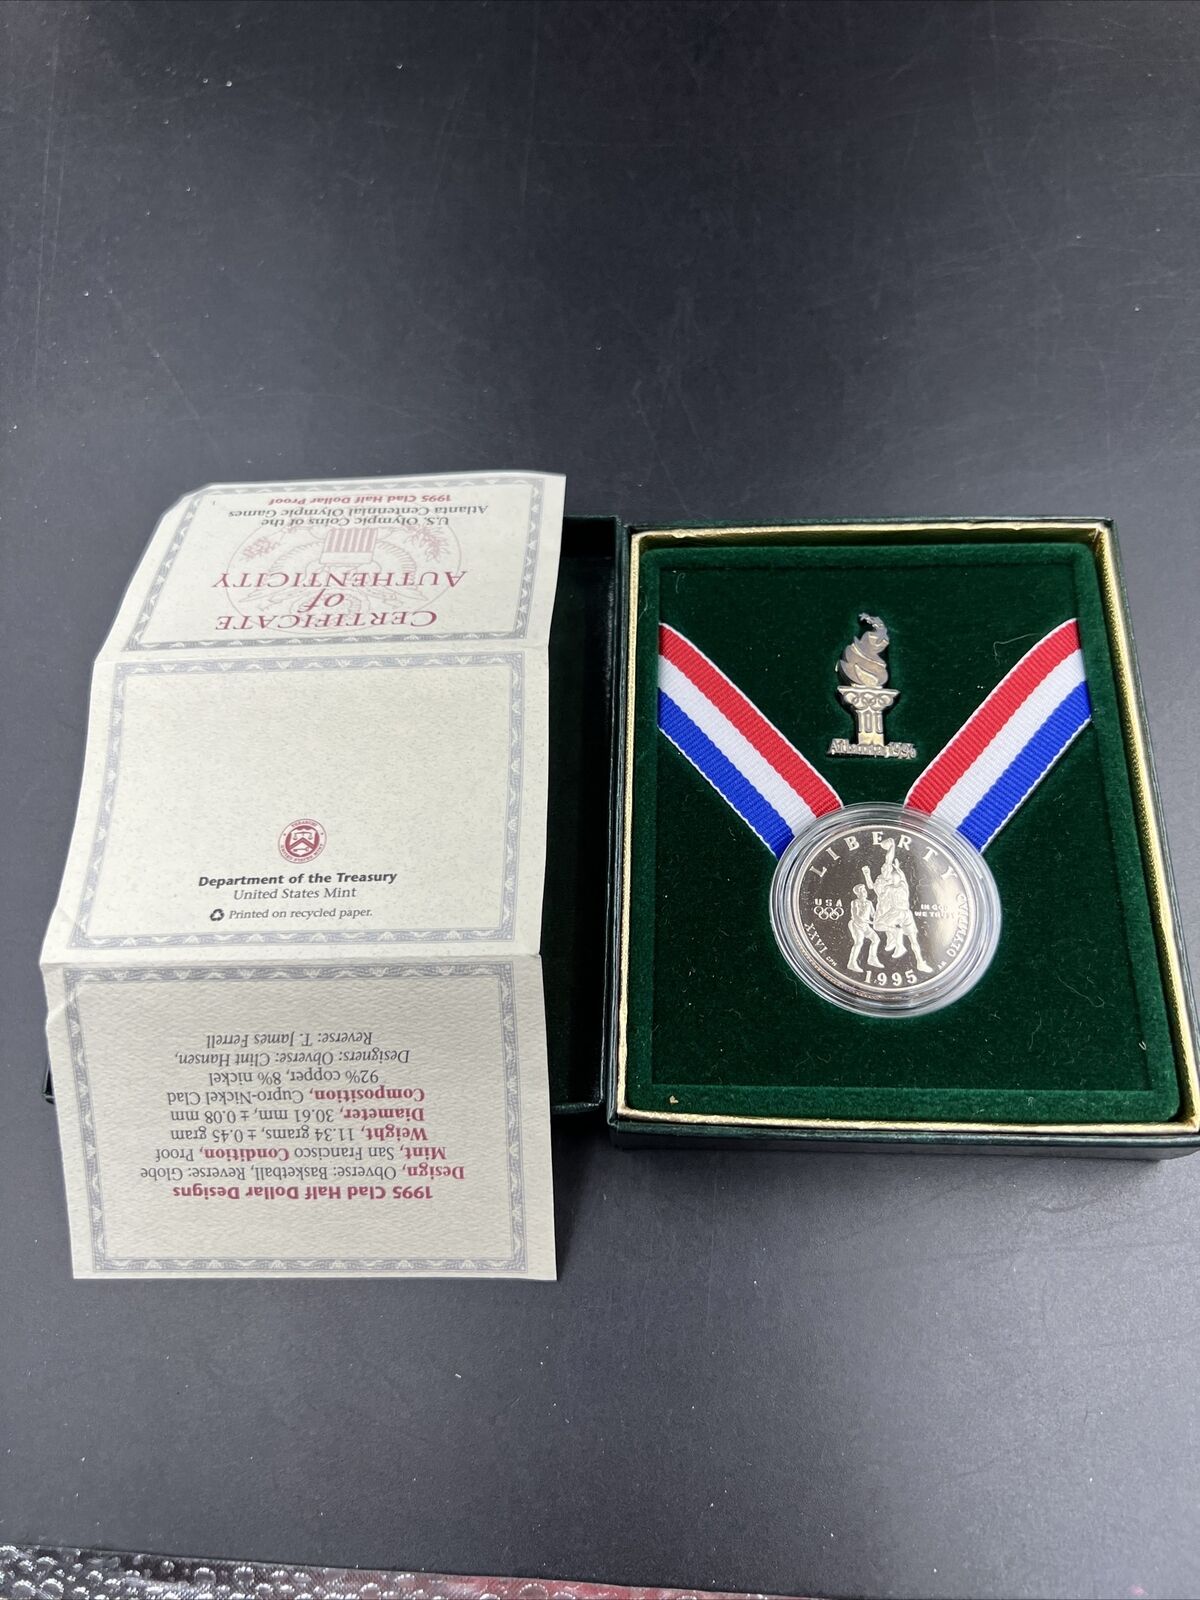 CERTIFICATE
of
AUTHENTICITY
U.S. Olympic Coins of the
Atlanta Centennial Olympic Games
1995 Clad Half Dollar Proof
Department of the Treasury
United States Mint
Printed on recycled paper.
1995 Clad Half Dollar Designs
Design, Obverse: Basketball, Reverse: Globe
Mint, San Francisco Condition, Proof
Weight, 11.34 grams, ± 0.45 gram
Diameter, 30.61 mm, ± 0.08 mm
Composition, Cupro-Nickel Clad
92% copper, 8% nickel
Designers: Obverse: Clint Hansen,
Reverse: T. James Ferrell
100
Atlanta 1996
LIBERTY
USA
IN GOD
WE TRUST
XXVI
OLYMPIAD
1995